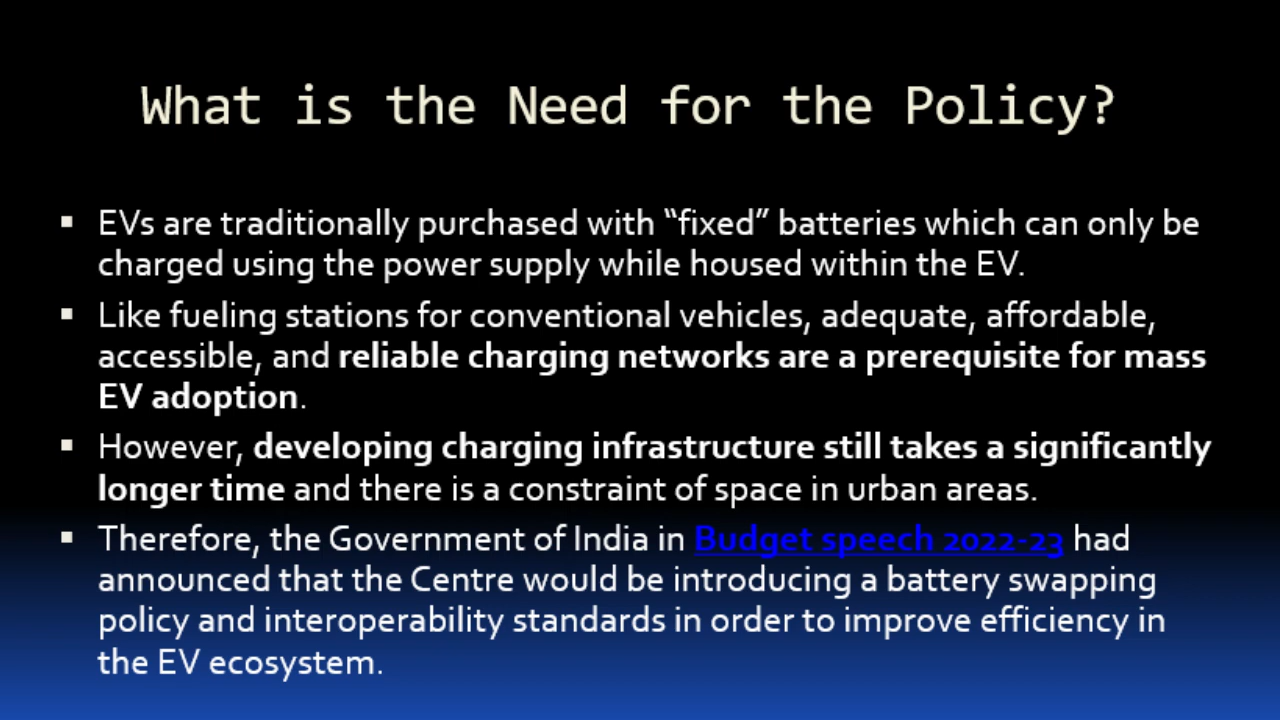 What is the Need for the Policy?
▪ EVs are traditionally purchased with “fixed” batteries which can only be
charged using the power supply while housed within the EV.
▪ Like fueling stations for conventional vehicles, adequate, affordable,
accessible, and reliable charging networks are a prerequisite for mass
EV adoption.
▪ However, developing charging infrastructure still takes a significantly
longer time and there is a constraint of space in urban areas.
▪ Therefore, the Government of India in Budget speech 2022-23 had
announced that the Centre would be introducing a battery swapping
policy and interoperability standards in order to improve efficiency in
the EV ecosystem.